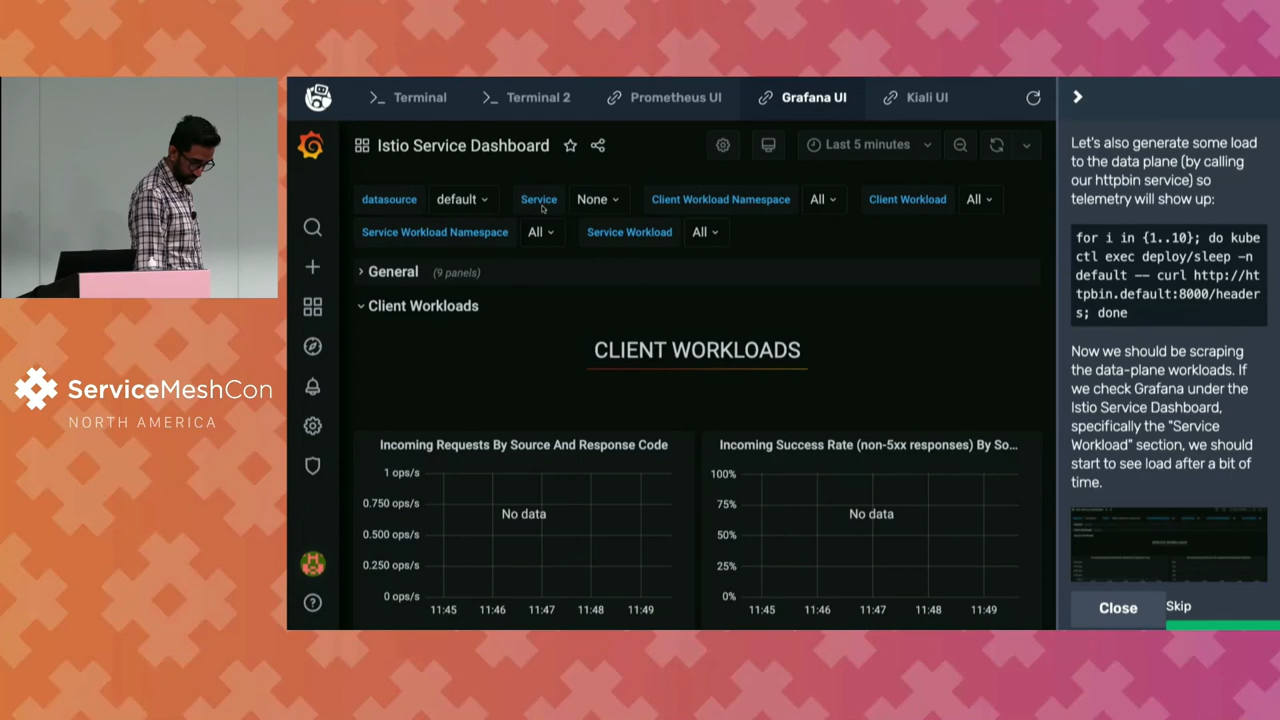 Terminal
Terminal 2
Prometheus UI
Grafana UI
Kiali UI
Istio Service Dashboard
Last 5 minutes
datasource
default
Service
None
Client Workload Namespace
All
Client Workload
All
Service Workload Namespace
All
Service Workload
All
General (9 panels)
Client Workloads
CLIENT WORKLOADS
Incoming Requests By Source And Response Code
1 ops/s
0.750 ops/s
0.500 ops/s
0.250 ops/s
0 ops/s
No data
11:45 11:46 11:47 11:48 11:49
Incoming Success Rate (non-5xx responses) By So...
100%
75%
50%
25%
0%
No data
11:45 11:46 11:47 11:48 11:49
Let's also generate some load
to the data plane (by calling
our httpbin service) so
telemetry will show up:
for i in {1..10}; do kube
ctl exec deploy/sleep -n
default -- curl http://ht
tpbin.default:8000/header
s; done
Now we should be scraping
the data-plane workloads. If
we check Grafana under the
Istio Service Dashboard,
specifically the "Service
Workload" section, we should
start to see load after a bit of
time.
Close
Skip
ServiceMeshCon
NORTH AMERICA